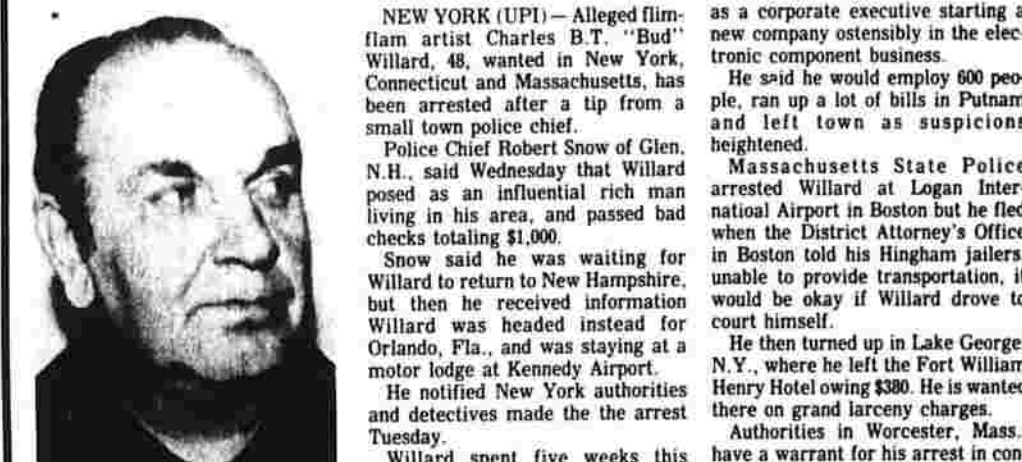 NEW YORK (UPI) — Alleged flim-
flam artist Charles B.T. "Bud"
Willard, 48, wanted in New York,
Connecticut and Massachusetts, has
been arrested after a tip from a
small town police chief.
Police Chief Robert Snow of Glen,
N.H., said Wednesday that Willard
posed as an influential rich man
living in his area, and passed bad
checks totaling $1,000.
Snow said he was waiting for
Willard to return to New Hampshire,
but then he received information
Willard was headed instead for
Orlando, Fla., and was staying at a
motor lodge at Kennedy Airport.
He notified New York authorities
and detectives made the the arrest
Tuesday.
Willard spent five weeks this
as a corporate executive starting a
new company ostensibly in the elec-
tronic component business.
He said he would employ 600 peo-
ple, ran up a lot of bills in Putnam
and left town as suspicions
heightened.
Massachusetts State Police
arrested Willard at Logan Inter-
natioal Airport in Boston but he fled
when the District Attorney's Office
in Boston told his Hingham jailers,
unable to provide transportation, it
would be okay if Willard drove to
court himself.
He then turned up in Lake George,
N.Y., where he left the Fort William
Henry Hotel owing $380. He is wanted
there on grand larceny charges.
Authorities in Worcester, Mass.,
have a warrant for his arrest in con-